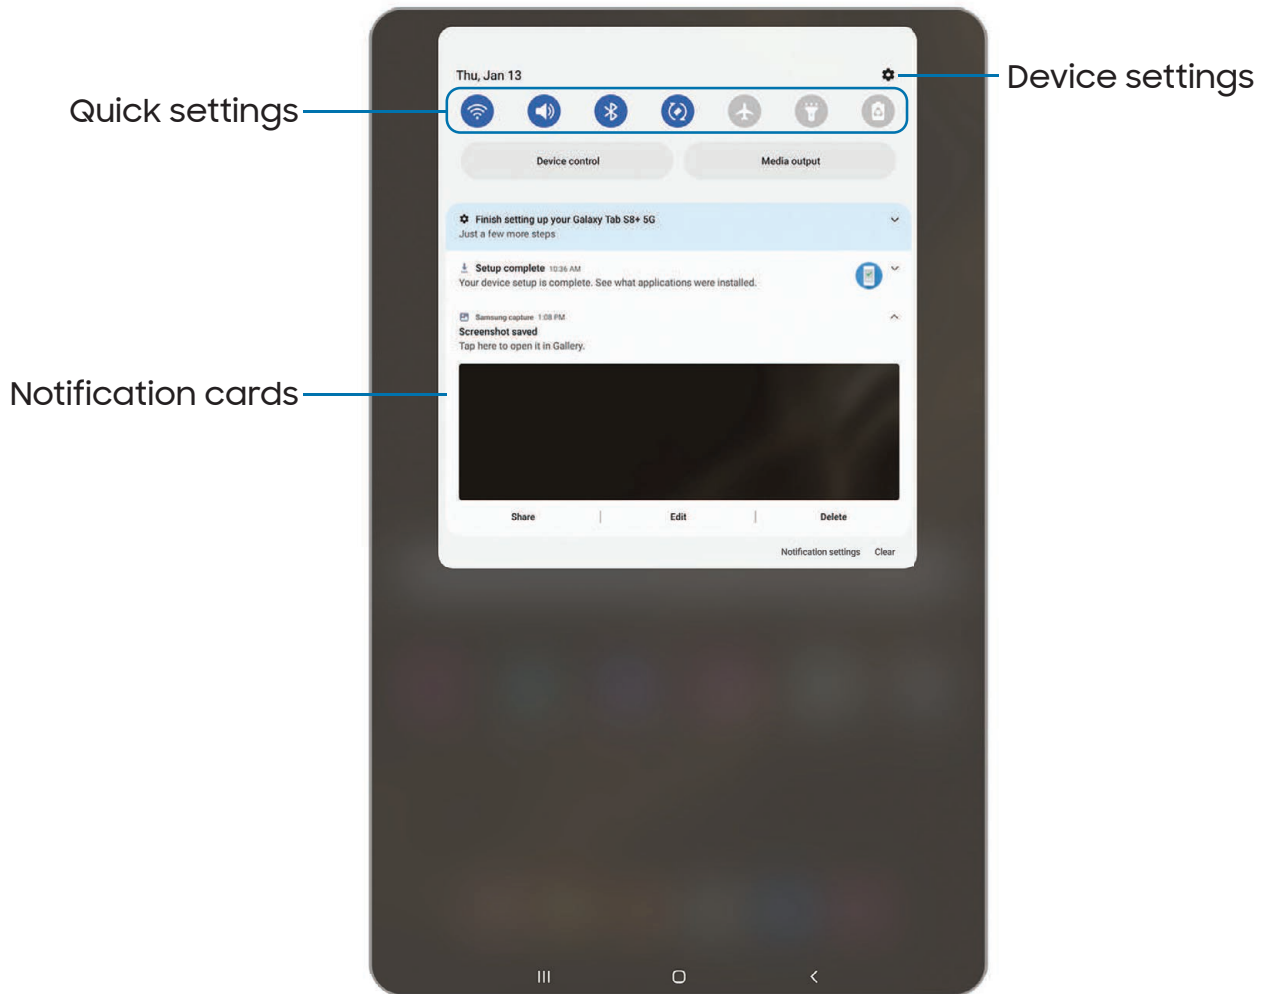 Thu, Jan 13
Device settings
Quick settings
Device control
Media output
Finish setting up your Galaxy Tab S8+ 5G
Just a few more steps
Setup complete 10:36 AM
Your device setup is complete. See what applications were installed.
Samsung capture 1:08 PM
Screenshot saved
Tap here to open it in Gallery.
Notification cards
Share | Edit | Delete
Notification settings Clear